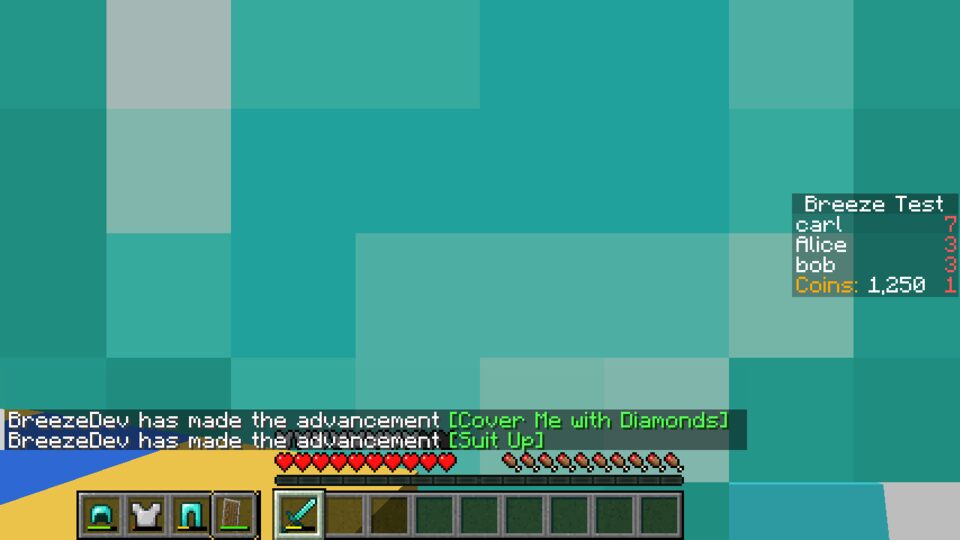 Breeze Test
carl 7
Alice 3
bob 3
Coins: 1,250 1
BreezeDev has made the advancement [Cover Me with Diamonds]
BreezeDev has made the advancement [Suit Up]